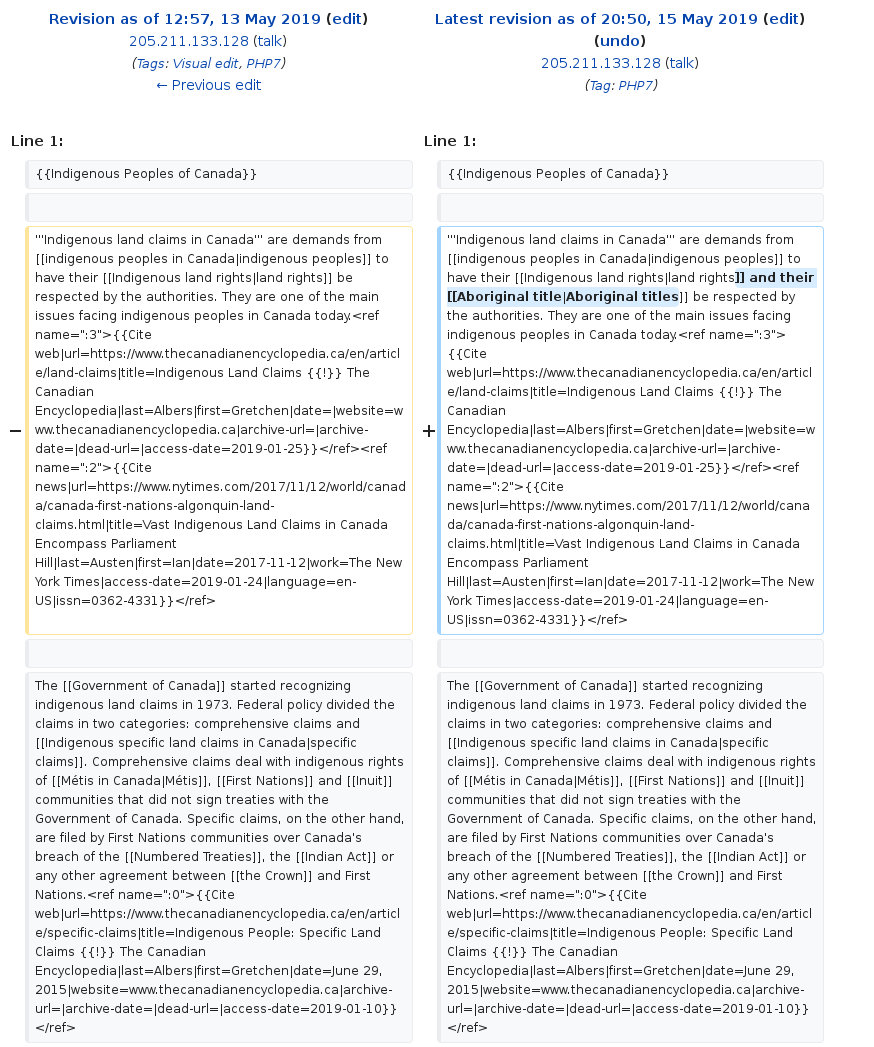 Revision as of 12:57, 13 May 2019 (edit)
205.211.133.128 (talk)
(Tags: Visual edit, PHP7)
← Previous edit
Latest revision as of 20:50, 15 May 2019 (edit)
(undo)
205.211.133.128 (talk)
(Tag: PHP7)
Line 1:
{{Indigenous Peoples of Canada}}
−
'''Indigenous land claims in Canada''' are demands from
[[indigenous peoples in Canada|indigenous peoples]] to
have their [[Indigenous land rights|land rights]] be
respected by the authorities. They are one of the main
issues facing indigenous peoples in Canada today.<ref
name=":3">{{Cite
web|url=https://www.thecanadianencyclopedia.ca/en/articl
e/land-claims|title=Indigenous Land Claims {{!}} The
Canadian
Encyclopedia|last=Albers|first=Gretchen|date=|website=w
ww.thecanadianencyclopedia.ca|archive-url=|archive-
date=|dead-url=|access-date=2019-01-25}}</ref><ref
name=":2">{{Cite
news|url=https://www.nytimes.com/2017/11/12/world/canad
a/canada-first-nations-algonquin-land-
claims.html|title=Vast Indigenous Land Claims in Canada
Encompass Parliament
Hill|last=Austen|first=Ian|date=2017-11-12|work=The New
York Times|access-date=2019-01-24|language=en-
US|issn=0362-4331}}</ref>
The [[Government of Canada]] started recognizing
indigenous land claims in 1973. Federal policy divided the
claims in two categories: comprehensive claims and
[[Indigenous specific land claims in Canada|specific
claims]]. Comprehensive claims deal with indigenous rights
of [[Métis in Canada|Métis]], [[First Nations]] and [[Inuit]]
communities that did not sign treaties with the
Government of Canada. Specific claims, on the other hand,
are filed by First Nations communities over Canada's
breach of the [[Numbered Treaties]], the [[Indian Act]] or
any other agreement between [[the Crown]] and First
Nations.<ref name=":0">{{Cite
web|url=https://www.thecanadianencyclopedia.ca/en/articl
e/specific-claims|title=Indigenous People: Specific Land
Claims {{!}} The Canadian
Encyclopedia|last=Albers|first=Gretchen|date=June 29,
2015|website=www.thecanadianencyclopedia.ca|archive-
url=|archive-date=|dead-url=|access-date=2019-01-10}}
</ref>
Line 1:
{{Indigenous Peoples of Canada}}
+
'''Indigenous land claims in Canada''' are demands from
[[indigenous peoples in Canada|indigenous peoples]] to
have their [[Indigenous land rights|land rights]] and their
[[Aboriginal title|Aboriginal titles]] be respected by
the authorities. They are one of the main issues facing
indigenous peoples in Canada today.<ref name=":3">
{{Cite
web|url=https://www.thecanadianencyclopedia.ca/en/articl
e/land-claims|title=Indigenous Land Claims {{!}} The
Canadian
Encyclopedia|last=Albers|first=Gretchen|date=|website=w
ww.thecanadianencyclopedia.ca|archive-url=|archive-
date=|dead-url=|access-date=2019-01-25}}</ref><ref
name=":2">{{Cite
news|url=https://www.nytimes.com/2017/11/12/world/cana
da/canada-first-nations-algonquin-land-
claims.html|title=Vast Indigenous Land Claims in Canada
Encompass Parliament
Hill|last=Austen|first=Ian|date=2017-11-12|work=The New
York Times|access-date=2019-01-24|language=en-
US|issn=0362-4331}}</ref>
The [[Government of Canada]] started recognizing
indigenous land claims in 1973. Federal policy divided the
claims in two categories: comprehensive claims and
[[Indigenous specific land claims in Canada|specific
claims]]. Comprehensive claims deal with indigenous rights
of [[Métis in Canada|Métis]], [[First Nations]] and [[Inuit]]
communities that did not sign treaties with the
Government of Canada. Specific claims, on the other hand,
are filed by First Nations communities over Canada's
breach of the [[Numbered Treaties]], the [[Indian Act]] or
any other agreement between [[the Crown]] and First
Nations.<ref name=":0">{{Cite
web|url=https://www.thecanadianencyclopedia.ca/en/articl
e/specific-claims|title=Indigenous People: Specific Land
Claims {{!}} The Canadian
Encyclopedia|last=Albers|first=Gretchen|date=June 29,
2015|website=www.thecanadianencyclopedia.ca|archive-
url=|archive-date=|dead-url=|access-date=2019-01-10}}
</ref>